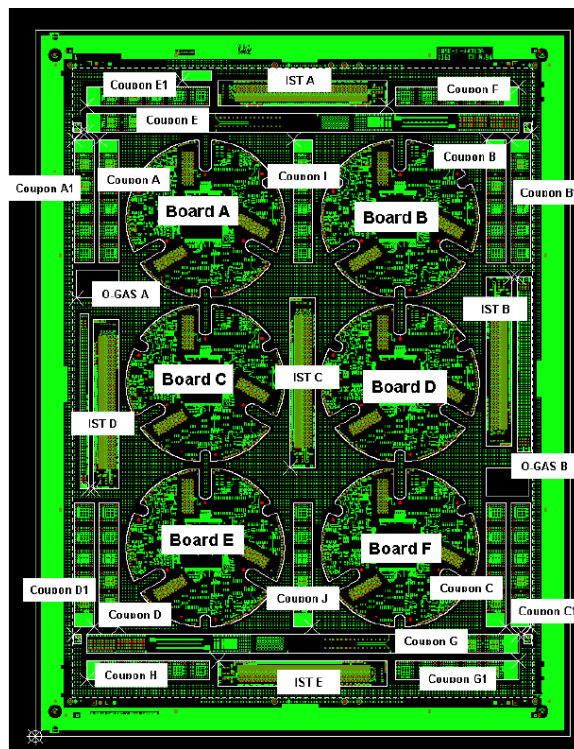 IST A
Coupon E1
Coupon F
Coupon E
Coupon A1
Coupon A
Coupon I
Coupon B
Coupon B
Board A
Board B
O-GAS A
IST B
Board C
IST C
Board D
IST D
O-GAS B
Board E
Board F
Coupon D1
Coupon J
Coupon C
Coupon D
Coupon C1
Coupon G
Coupon H
IST E
Coupon G1